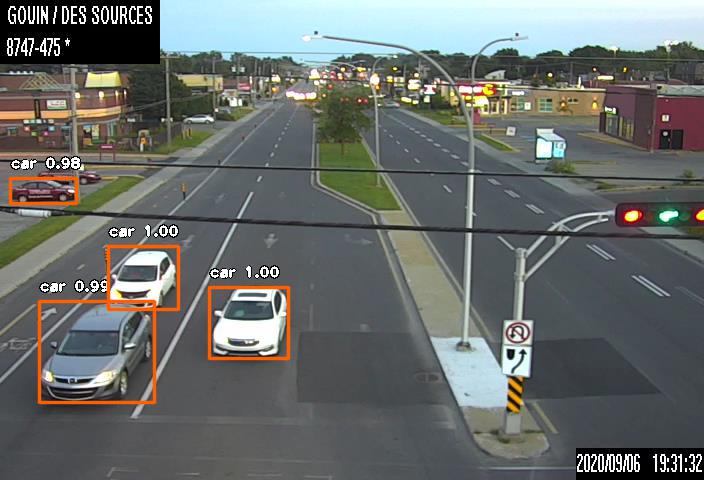 GOUIN / DES SOURCES
8747-475 *
car 0.98
car 1.00
car 1.00
car 0.99
2020/09/06 19:31:32